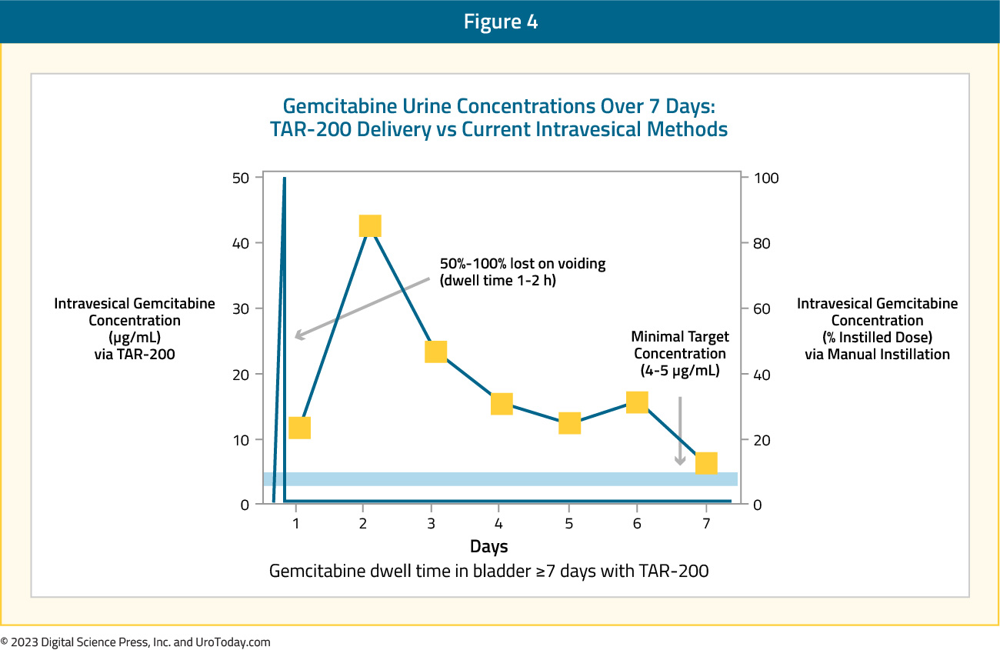 Figure 4
Gemcitabine Urine Concentrations Over 7 Days:
TAR-200 Delivery vs Current Intravesical Methods
Intravesical Gemcitabine
Concentration
(µg/mL)
via TAR-200
50
40
30
20
10
0
50%-100% lost on voiding
(dwell time 1-2 h)
Minimal Target
Concentration
(4-5 µg/mL)
100
80
60
40
20
0
Intravesical Gemcitabine
Concentration
(% Instilled Dose)
via Manual Instillation
1 2 3 4 5 6 7
Days
Gemcitabine dwell time in bladder ≥7 days with TAR-200
© 2023 Digital Science Press, Inc. and UroToday.com